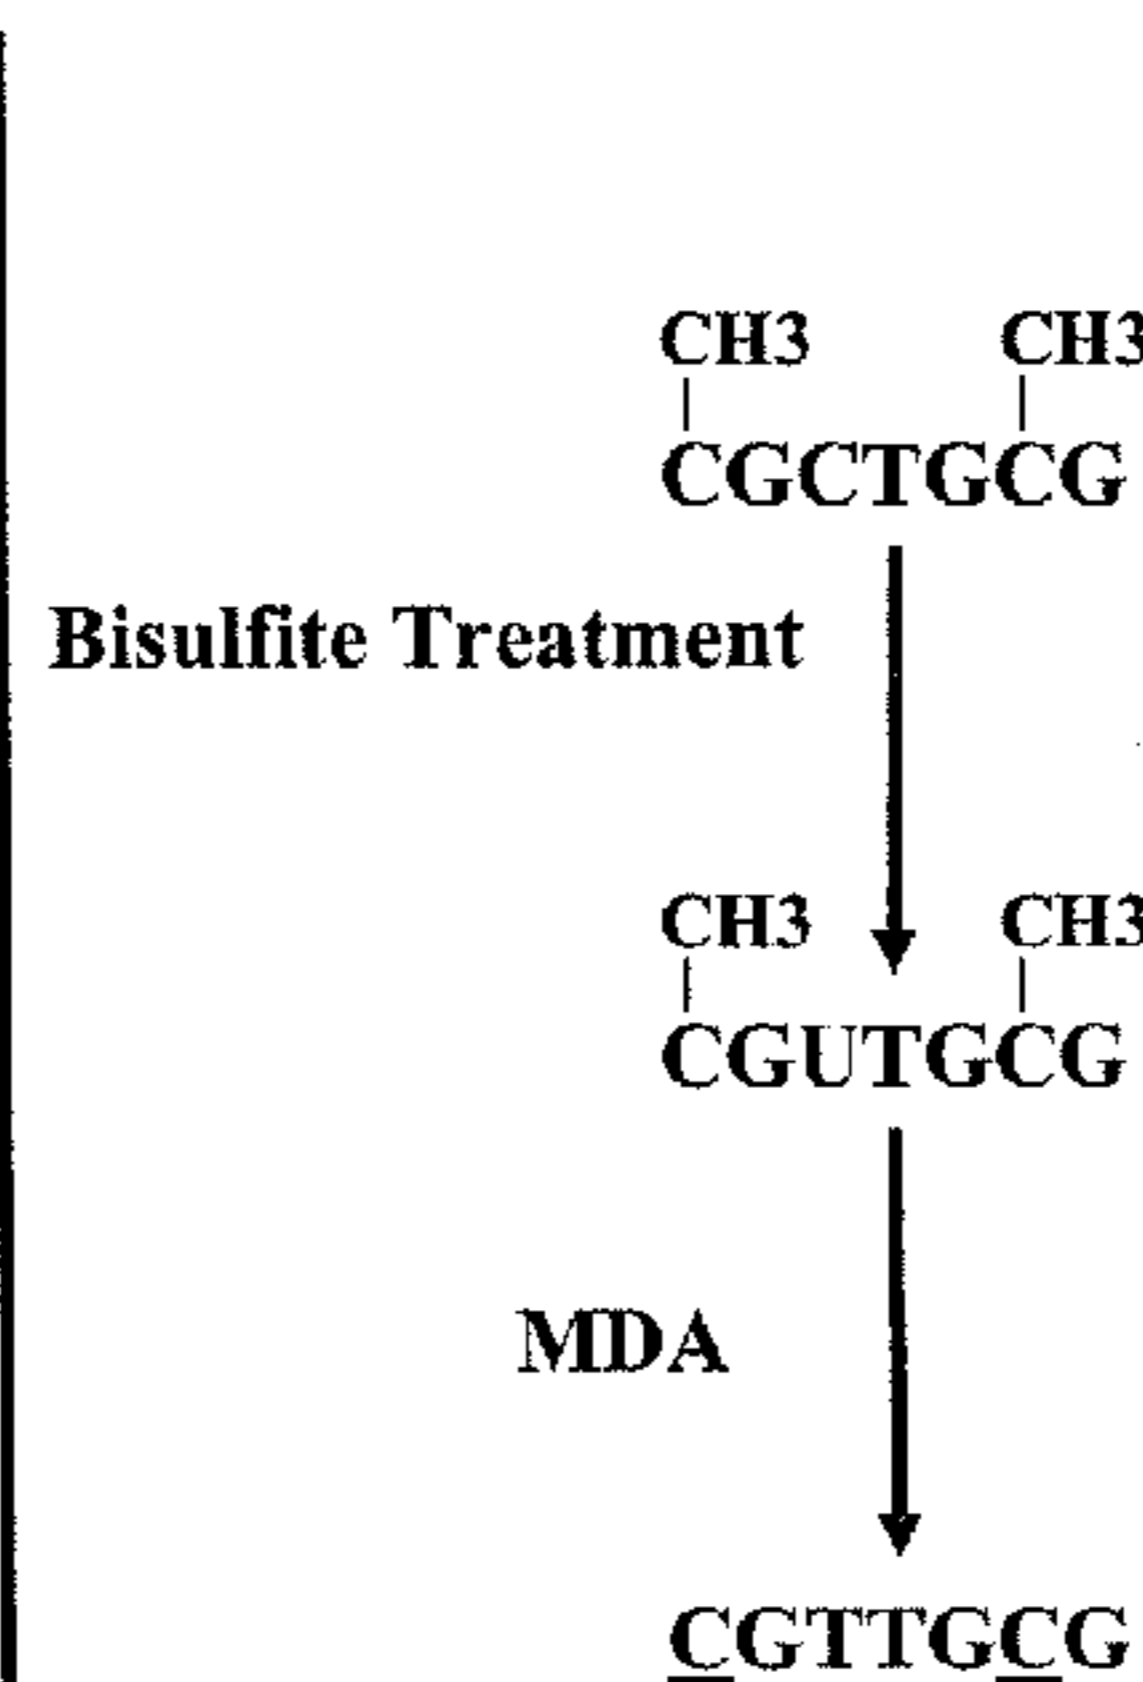 CH3 CH3
CGCTGCG
Bisulfite Treatment
CH3 CH3
CGUTGCG
MDA
CGTTGCG